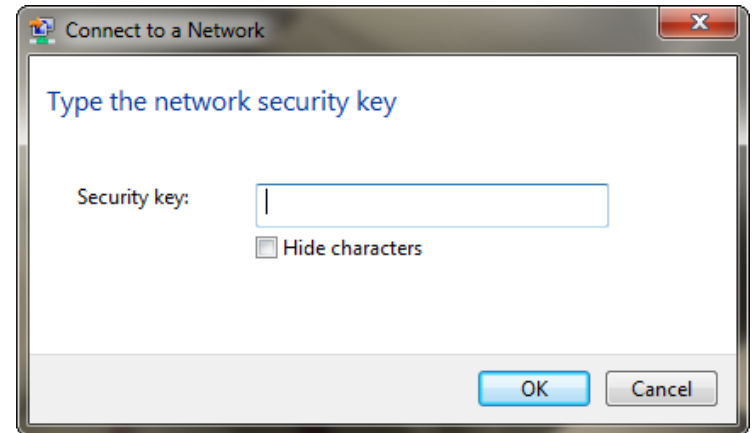 Connect to a Network
Type the network security key
Security key:
Hide characters
OK Cancel